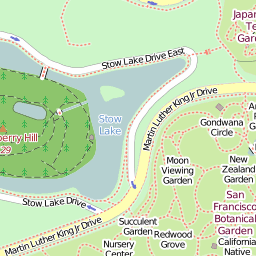 Stow Lake Drive East
Japan
Te
Garde
Martin Luther King Jr Drive
Stow
Lake
Gondwana
Circle
berry Hill
29
Moon
Viewing
Garden
New
Zealand
Garden
Stow Lake Drive
San
Francisco
Botanical
Garden
Martin Luther King Jr Drive
Succulent
Garden
Redwood
Grove
California
Native
Nursery
Center